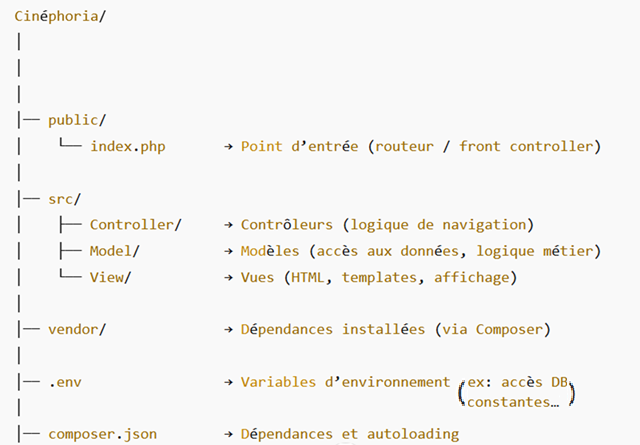 Cinéphoria/
│
│
│
│── public/
│   └── index.php → Point d’entrée (routeur / front controller)
│
│── src/
│   ├── Controller/ → Contrôleurs (logique de navigation)
│   ├── Model/ → Modèles (accès aux données, logique métier)
│   └── View/ → Vues (HTML, templates, affichage)
│
│── vendor/ → Dépendances installées (via Composer)
│
│── .env → Variables d’environnement (ex: accès DB,
│ constantes…)
│── composer.json → Dépendances et autoloading